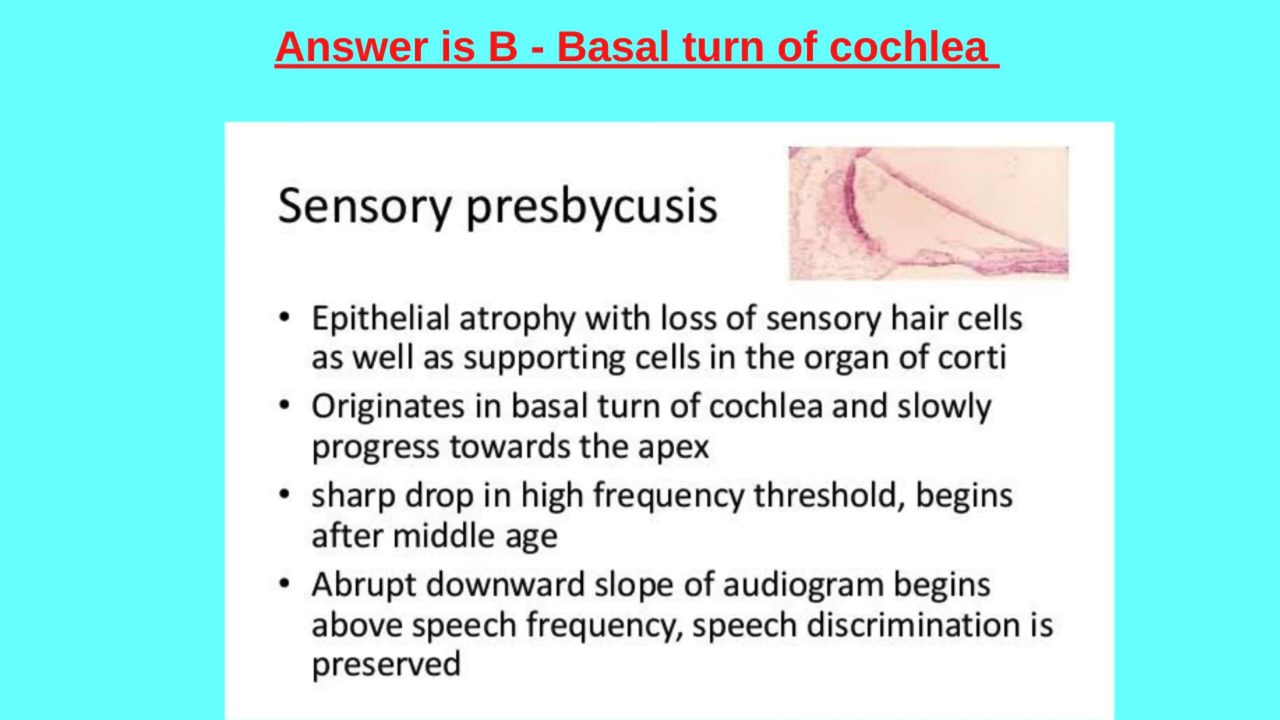 Answer is B - Basal turn of cochlea
Sensory presbycusis
• Epithelial atrophy with loss of sensory hair cells
as well as supporting cells in the organ of corti
• Originates in basal turn of cochlea and slowly
progress towards the apex
• sharp drop in high frequency threshold, begins
after middle age
• Abrupt downward slope of audiogram begins
above speech frequency, speech discrimination is
preserved